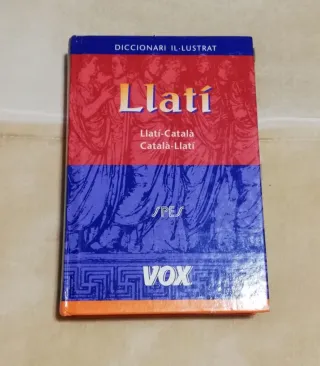 DICCIONARI IL·LUSTRAT
Llatí
Llatí-Català
Català-Llatí
SPES
VOX